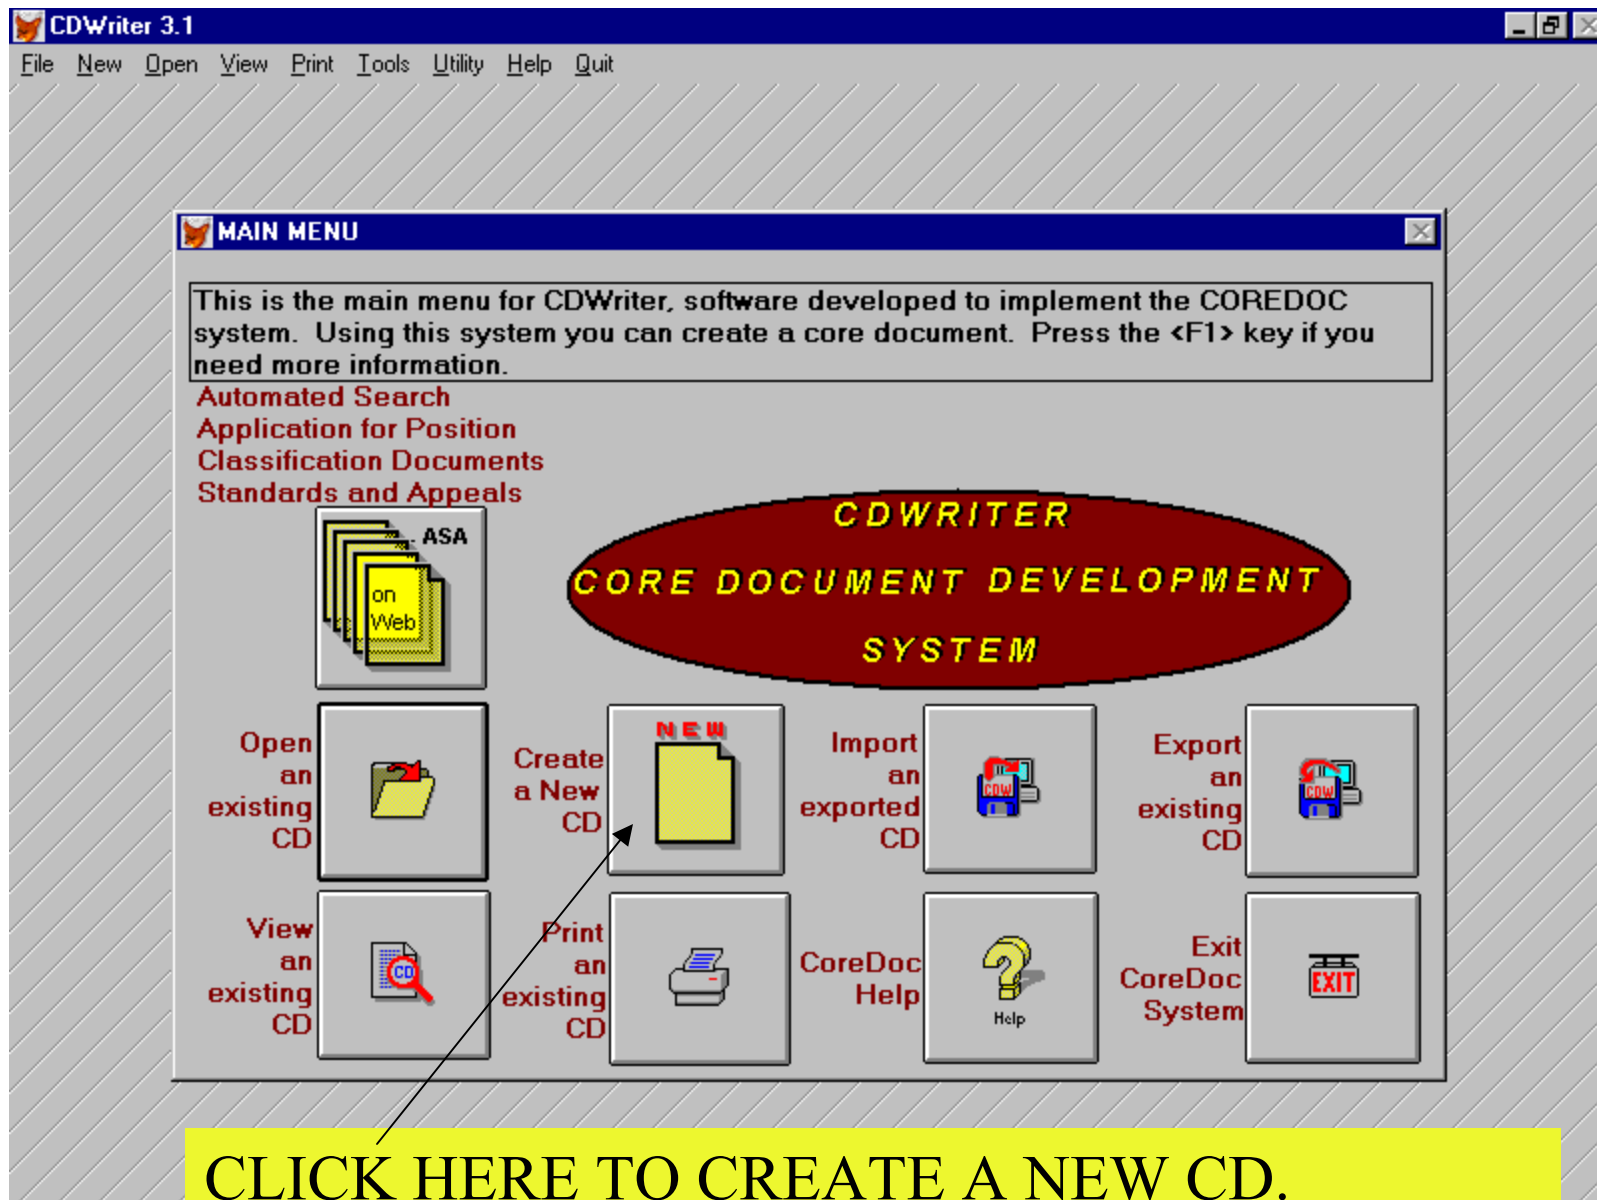 CDWriter 3.1
File New Open View Print Tools Utility Help Quit
MAIN MENU
This is the main menu for CDWriter, software developed to implement the COREDOC
system. Using this system you can create a core document. Press the <F1> key if you
need more information.
Automated Search
Application for Position
Classification Documents
Standards and Appeals
... ASA
on
Web
CDWRITER
CORE DOCUMENT DEVELOPMENT
SYSTEM
Open
an
existing
CD
Create
a New
CD
NEW
Import
an
exported
CD
CDW
Export
an
existing
CD
CDW
View
an
existing
CD
CD
Print
an
existing
CD
CoreDoc
Help
Help
Exit
CoreDoc
System
EXIT
CLICK HERE TO CREATE A NEW CD.